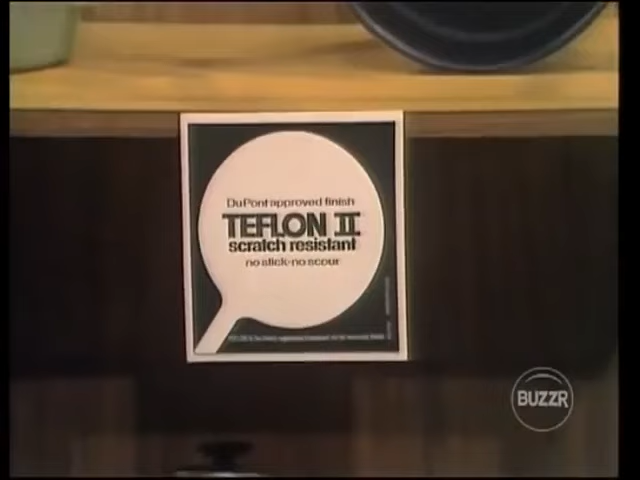 DuPont approved finish
TEFLON II
scratch resistant
no stick-no scour
BUZZR